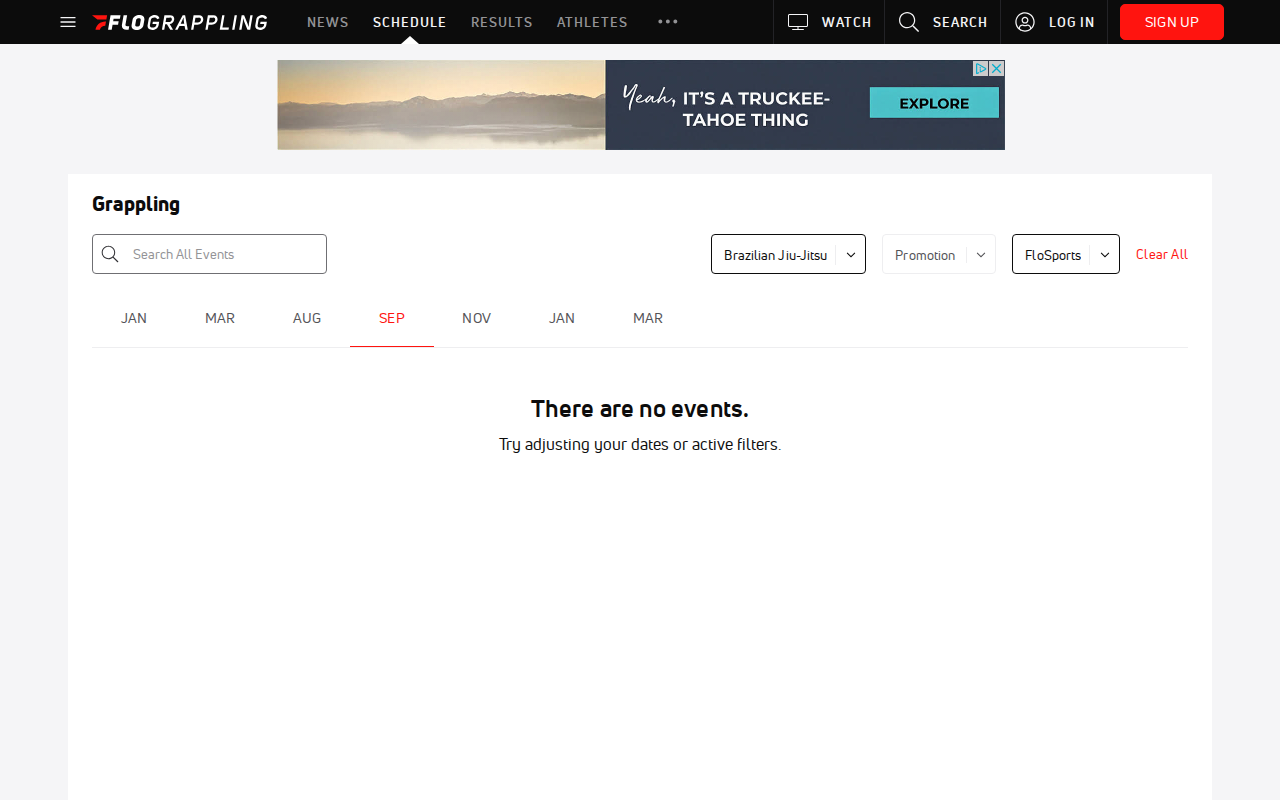 FLOGRAPPLING
NEWS
SCHEDULE
RESULTS
ATHLETES
WATCH
SEARCH
LOG IN
SIGN UP
Yeah, IT'S A TRUCKEE-
TAHOE THING
EXPLORE
Grappling
Search All Events
Brazilian Jiu-Jitsu
Promotion
FloSports
Clear All
JAN
MAR
AUG
SEP
NOV
JAN
MAR
There are no events.
Try adjusting your dates or active filters.